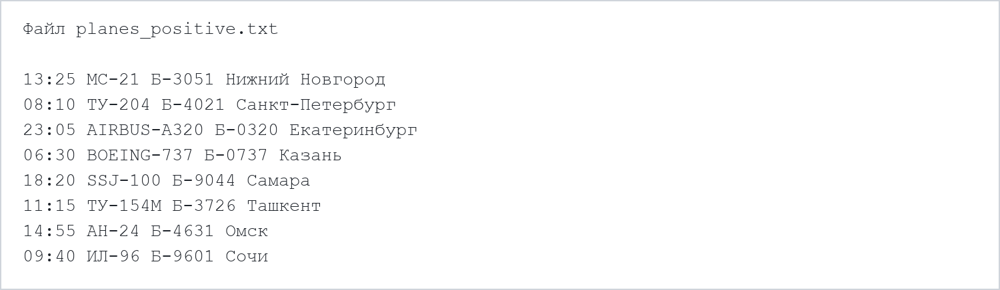 Файл planes_positive.txt
13:25 МС-21 Б-3051 Нижний Новгород
08:10 ТУ-204 Б-4021 Санкт-Петербург
23:05 AIRBUS-A320 Б-0320 Екатеринбург
06:30 BOEING-737 Б-0737 Казань
18:20 SSJ-100 Б-9044 Самара
11:15 ТУ-154М Б-3726 Ташкент
14:55 АН-24 Б-4631 Омск
09:40 ИЛ-96 Б-9601 Сочи